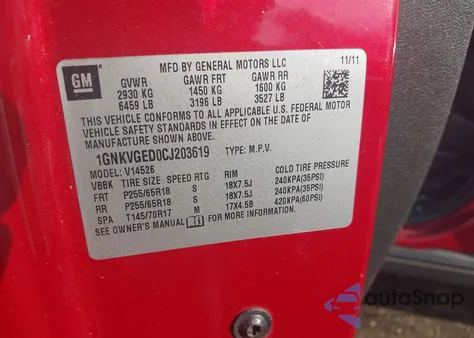 GM
MFD BY GENERAL MOTORS LLC
11/11
GVWR GAWR FRT GAWR RR
2930 KG 1450 KG 1600 KG
6459 LB 3196 LB 3527 LB
THIS VEHICLE CONFORMS TO ALL APPLICABLE U.S. FEDERAL MOTOR
VEHICLE SAFETY STANDARDS IN EFFECT ON THE DATE OF
MANUFACTURE SHOWN ABOVE.
1GNKVGED0CJ203619 TYPE: M.P.V.
MODEL: V14526
VBBK TIRE SIZE SPEED RTG RIM COLD TIRE PRESSURE
FRT P255/65R18 S 18X7.5J 240KPA(35PSI)
RR P255/65R18 S 18X7.5J 240KPA(35PSI)
SPA T145/70R17 M 17X4.5B 420KPA(60PSI)
SEE OWNER'S MANUAL FOR MORE INFORMATION.
autoSnap